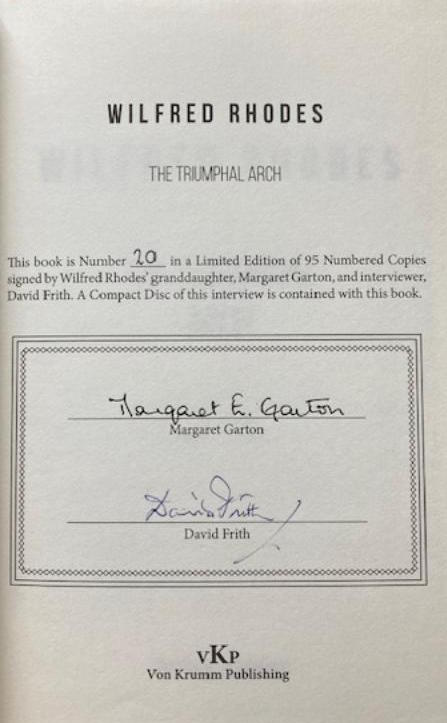 WILFRED RHODES
THE TRIUMPHAL ARCH
This book is Number 20 in a Limited Edition of 95 Numbered Copies
signed by Wilfred Rhodes' granddaughter, Margaret Garton, and interviewer,
David Frith. A Compact Disc of this interview is contained with this book.
Margaret E. Garton
Margaret Garton
David Frith
David Frith
VKP
Von Krumm Publishing